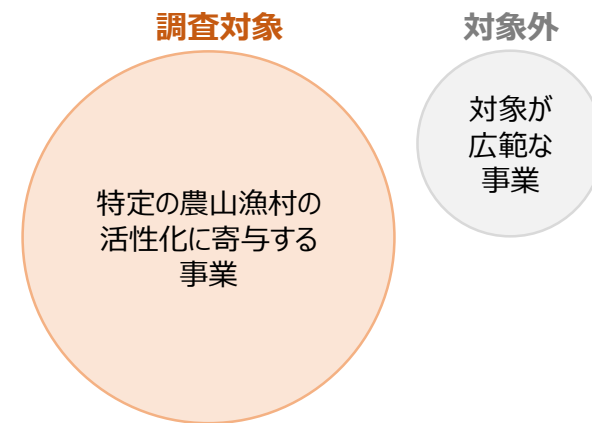 調査対象
対象外
対象が
広範な
事業
特定の農山漁村の
活性化に寄与する
事業